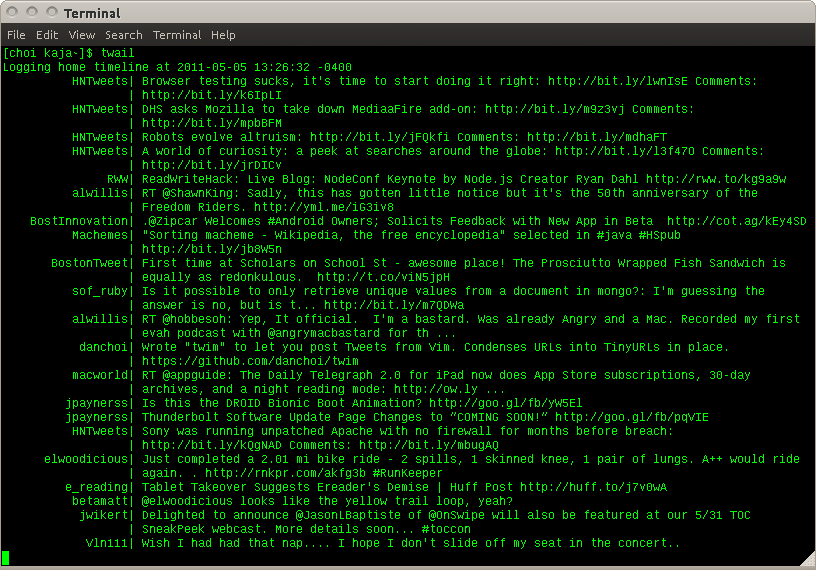 Terminal
File Edit View Search Terminal Help
[choi kaja~]$ twail
Logging home timeline at 2011-05-05 13:26:32 -0400
HNTweets| Browser testing sucks, it's time to start doing it right: http://bit.ly/lwnIsE Comments:
| http://bit.ly/k6IpLI
HNTweets| DHS asks Mozilla to take down MediaaFire add-on: http://bit.ly/m9z3vj Comments:
| http://bit.ly/mpbBFM
HNTweets| Robots evolve altruism: http://bit.ly/jFQkfi Comments: http://bit.ly/mdhaFT
HNTweets| A world of curiosity: a peek at searches around the globe: http://bit.ly/l3f47O Comments:
| http://bit.ly/jrDICv
RWW| ReadWriteHack: Live Blog: NodeConf Keynote by Node.js Creator Ryan Dahl http://rww.to/kg9a9w
alwillis| RT @ShawnKing: Sadly, this has gotten little notice but it's the 50th anniversary of the
| Freedom Riders. http://yml.me/iG3iv8
BostInnovation| .@Zipcar Welcomes #Android Owners; Solicits Feedback with New App in Beta  http://cot.ag/kEy4SD
Machemes| "Sorting macheme - Wikipedia, the free encyclopedia" selected in #java #HSpub
| http://bit.ly/jb8W5n
BostonTweet| First time at Scholars on School St - awesome place! The Prosciutto Wrapped Fish Sandwich is
| equally as redonkulous.  http://t.co/viN5jpH
sof_ruby| Is it possible to only retrieve unique values from a document in mongo?: I'm guessing the
| answer is no, but is t... http://bit.ly/m7QDWa
alwillis| RT @hobbesoh: Yep, It official.  I'm a bastard. Was already Angry and a Mac. Recorded my first
| evah podcast with @angrymacbastard for th ...
danchoi| Wrote "twim" to let you post Tweets from Vim. Condenses URLs into TinyURLs in place.
| https://github.com/danchoi/twim
macworld| RT @appguide: The Daily Telegraph 2.0 for iPad now does App Store subscriptions, 30-day
| archives, and a night reading mode: http://ow.ly ...
jpaynerss| Is this the DROID Bionic Boot Animation? http://goo.gl/fb/yW5El
jpaynerss| Thunderbolt Software Update Page Changes to “COMING SOON!” http://goo.gl/fb/pqVIE
HNTweets| Sony was running unpatched Apache with no firewall for months before breach:
| http://bit.ly/kQgNAD Comments: http://bit.ly/mbugAQ
elwoodicious| Just completed a 2.01 mi bike ride - 2 spills, 1 skinned knee, 1 pair of lungs. A++ would ride
| again. . http://rnkpr.com/akfg3b #RunKeeper
e_reading| Tablet Takeover Suggests Ereader's Demise | Huff Post http://huff.to/j7v0wA
betamatt| @elwoodicious looks like the yellow trail loop, yeah?
jwikert| Delighted to announce @JasonLBaptiste of @OnSwipe will also be featured at our 5/31 TOC
| SneakPeek webcast. More details soon... #toccon
Vln111| Wish I had had that nap.... I hope I don't slide off my seat in the concert..